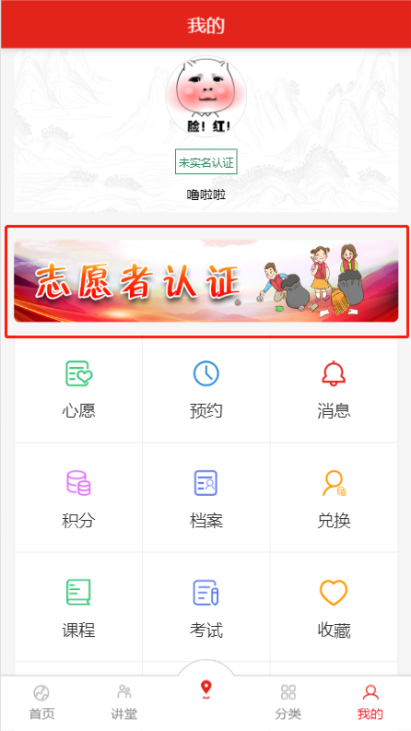 我的
脸！红！
未实名认证
噜啦啦
志愿者认证
心愿 预约 消息
积分 档案 兑换
课程 考试 收藏
首页 讲堂 分类 我的